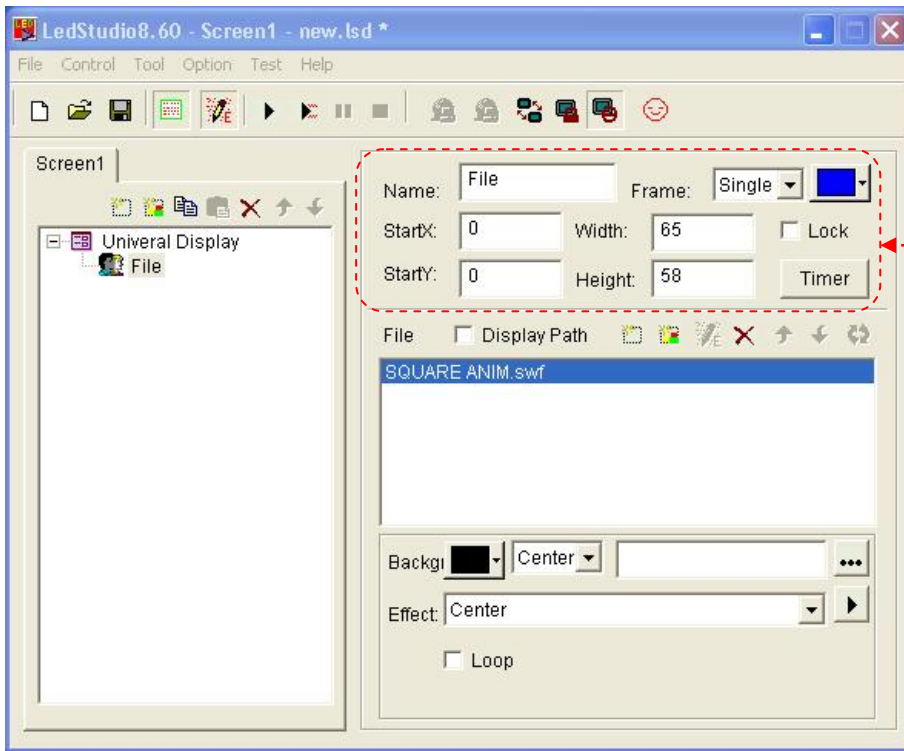 LedStudio8.60 - Screen1 - new.lsd *
File Control Tool Option Test Help
Screen1
Univeral Display
File
Name: File Frame: Single
StartX: 0 Width: 65 Lock
StartY: 0 Height: 58 Timer
File Display Path
SQUARE ANIM.swf
Backgi Center
Effect: Center
Loop